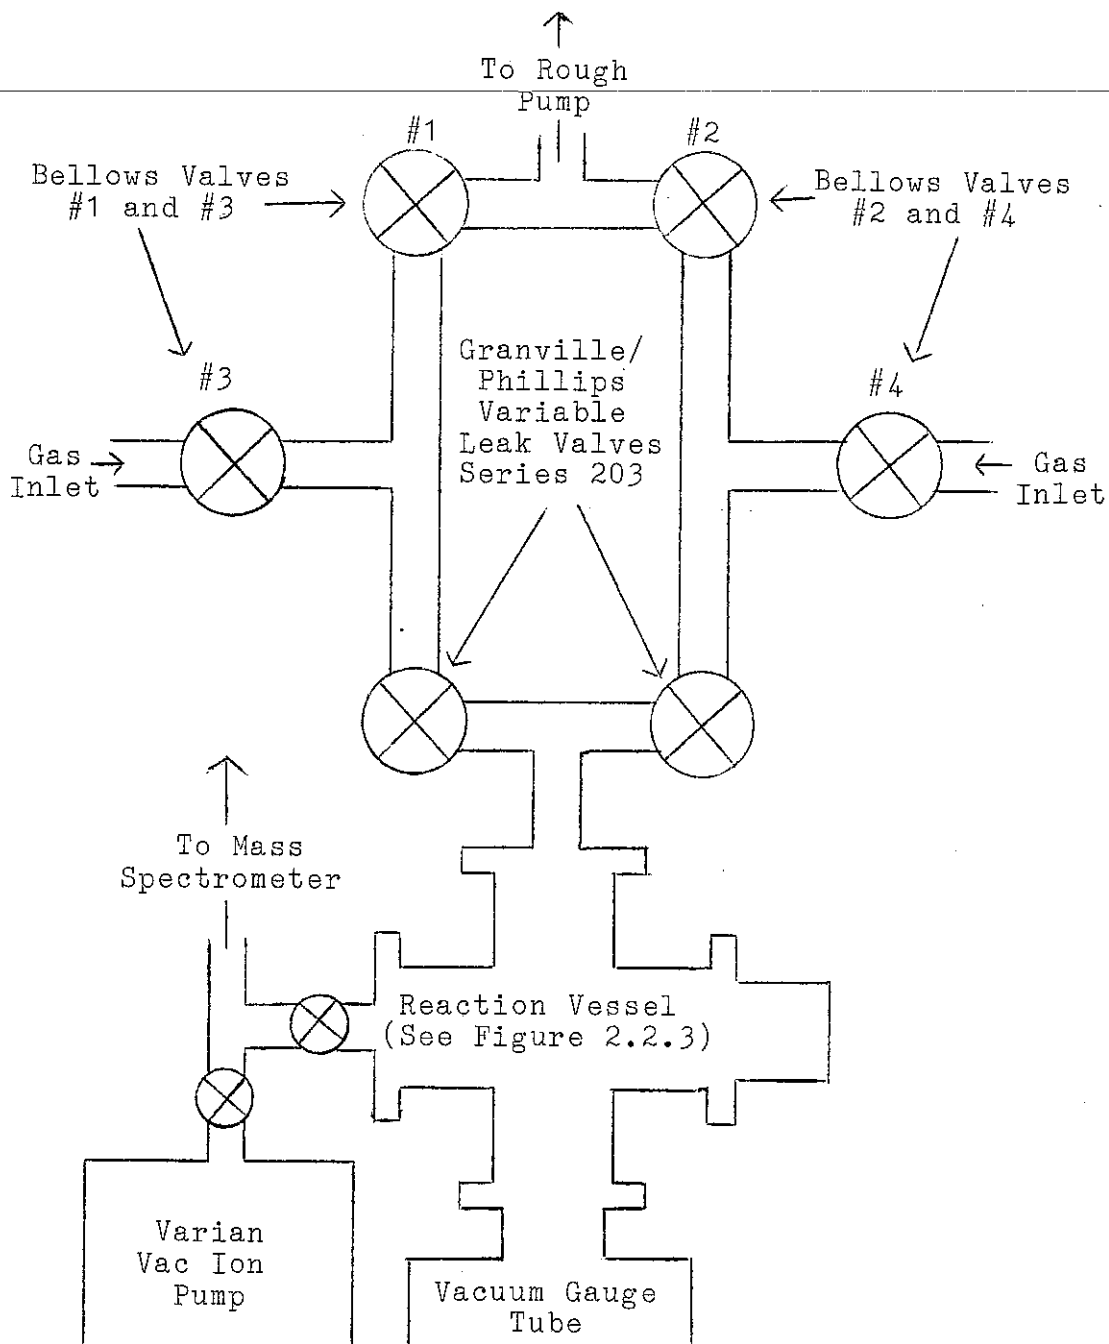 To Rough
Pump
#1
#2
Bellows Valves
#1 and #3
Bellows Valves
#2 and #4
Granville/
Phillips
Variable
Leak Valves
Series 203
#3
#4
Gas
Inlet
Gas
Inlet
To Mass
Spectrometer
Reaction Vessel
(See Figure 2.2.3)
Varian
Vac Ion
Pump
Vacuum Gauge
Tube